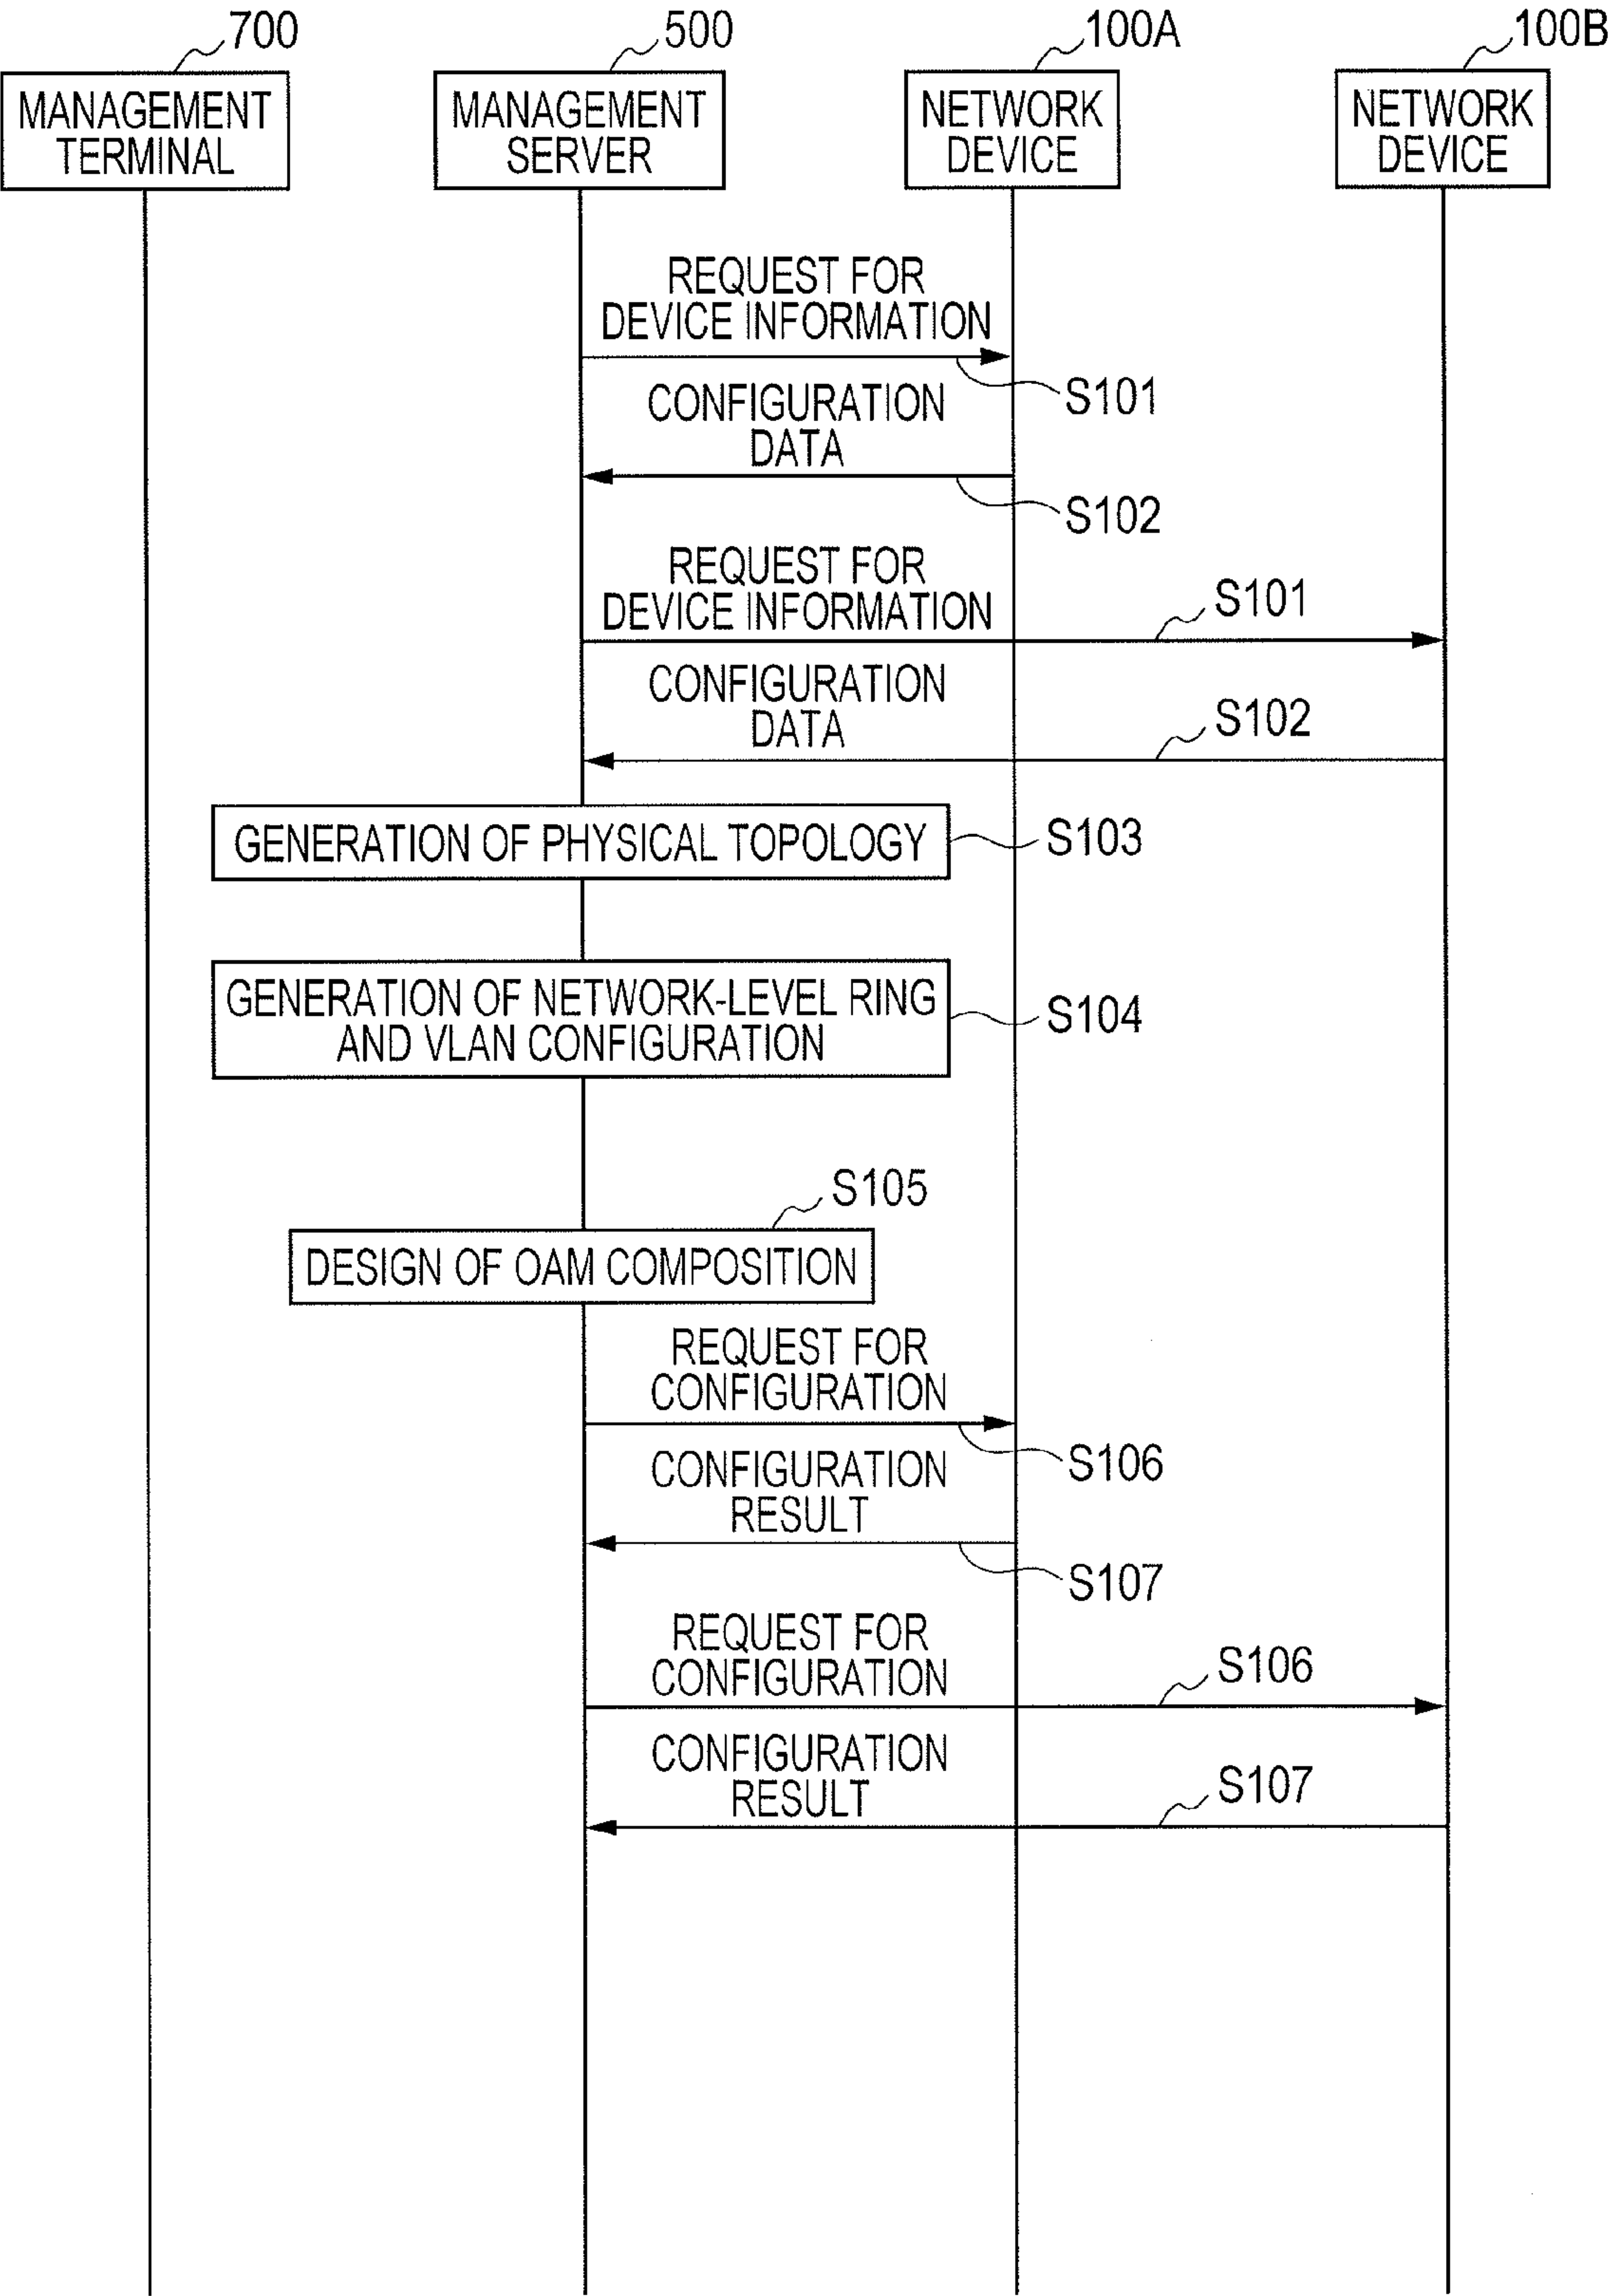 700
500
100A
100B
MANAGEMENT
TERMINAL
MANAGEMENT
SERVER
NETWORK
DEVICE
NETWORK
DEVICE
REQUEST FOR
DEVICE INFORMATION
S101
CONFIGURATION
DATA
S102
REQUEST FOR
DEVICE INFORMATION
S101
CONFIGURATION
DATA
S102
GENERATION OF PHYSICAL TOPOLOGY
S103
GENERATION OF NETWORK-LEVEL RING
AND VLAN CONFIGURATION
S104
S105
DESIGN OF OAM COMPOSITION
REQUEST FOR
CONFIGURATION
S106
CONFIGURATION
RESULT
S107
REQUEST FOR
CONFIGURATION
S106
CONFIGURATION
RESULT
S107